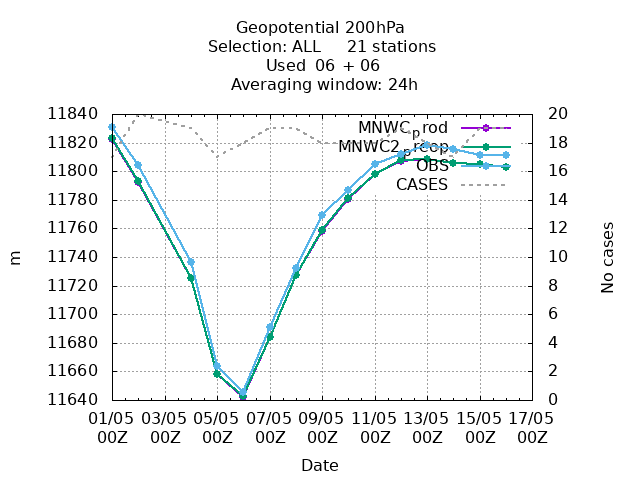 Geopotential 200hPa
Selection: ALL 21 stations
Used 06 + 06
Averaging window: 24h
11840
11820
11800
11780
11760
11740
11720
11700
11680
11660
11640
m
20
18
16
14
12
10
8
6
4
2
0
No cases
MNWC_prod
MNWC2_preop
OBS
CASES
01/05 03/05 05/05 07/05 09/05 11/05 13/05 15/05 17/05
00Z 00Z 00Z 00Z 00Z 00Z 00Z 00Z 00Z
Date